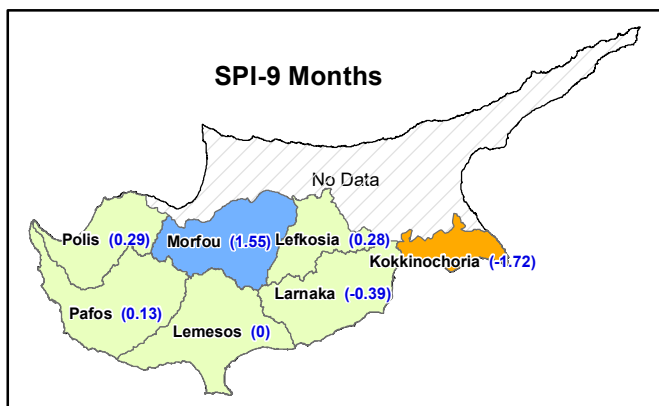 SPI-9 Months
No Data
Polis (0.29)
Morfou (1.55)
Lefkosia (0.28)
Kokkinochoria (-1.72)
Larnaka (-0.39)
Pafos (0.13)
Lemesos (0)